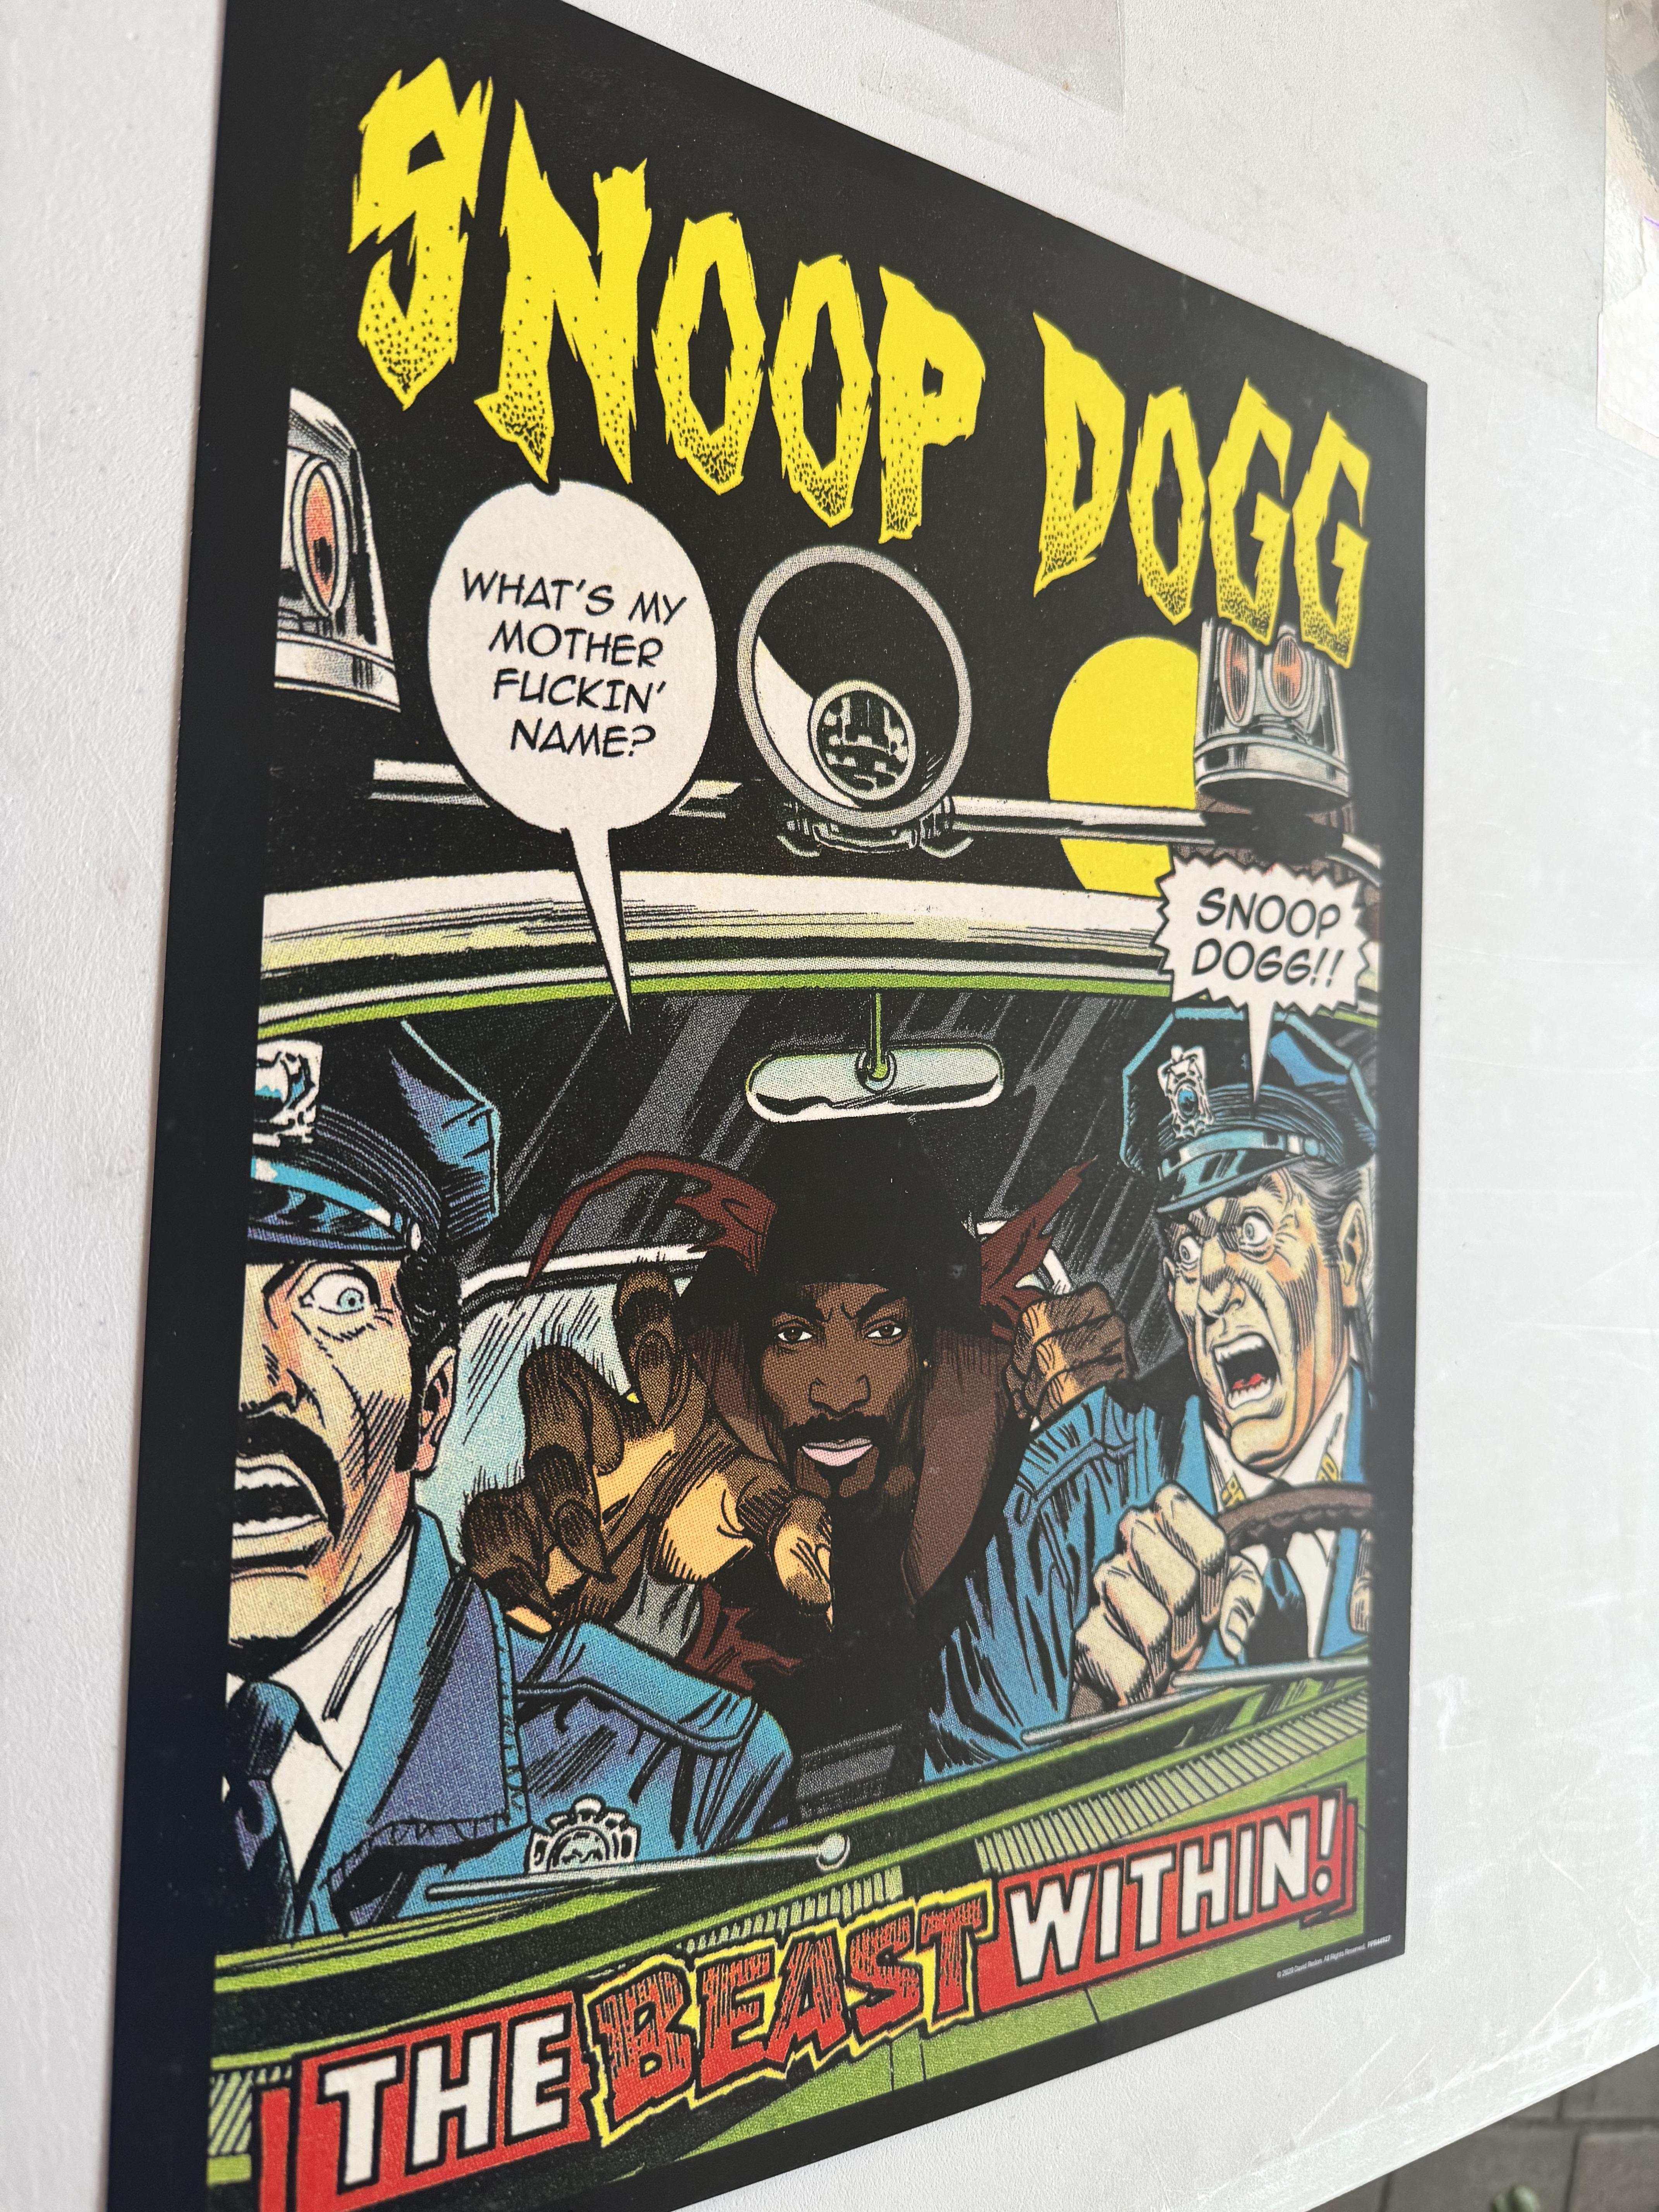 SNOOP DOGG
WHAT'S MY
MOTHER
FUCKIN'
NAME?
SNOOP
DOGG!!
THE BEAST WITHIN!